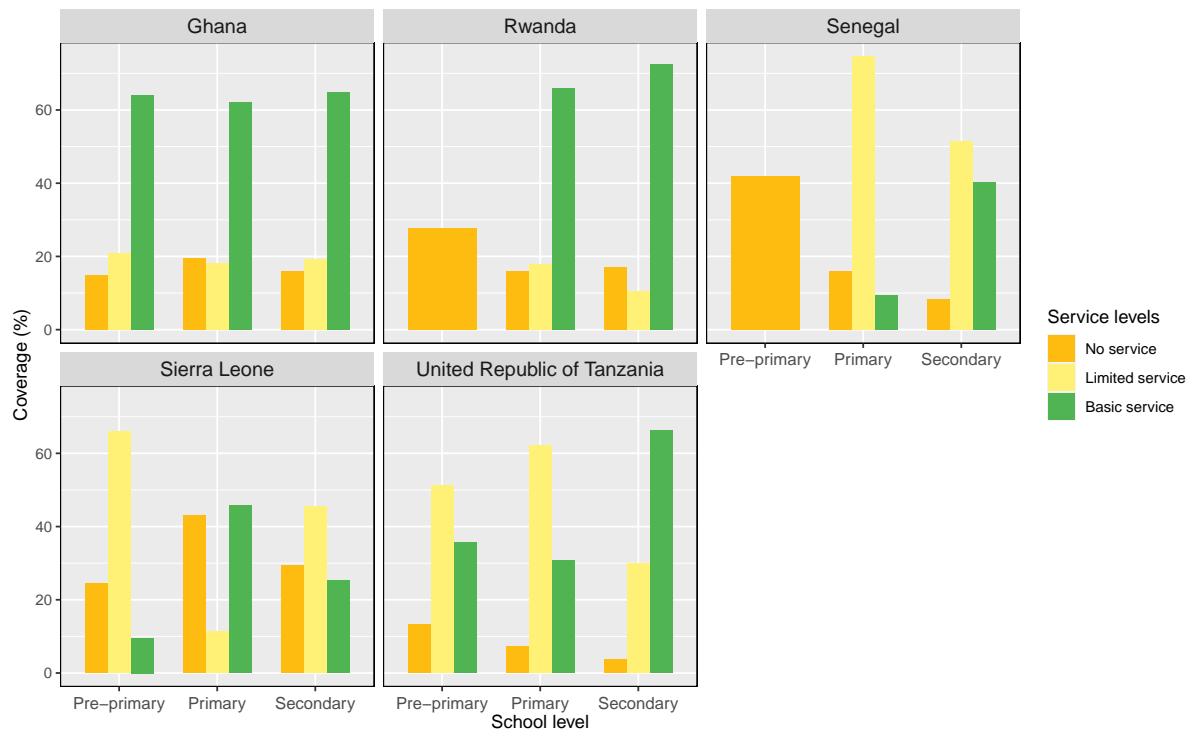 Ghana
Rwanda
Senegal
60
40
20
0
Pre−primary Primary Secondary
Sierra Leone
United Republic of Tanzania
60
40
20
0
Pre−primary Primary Secondary
Pre−primary Primary Secondary
School level
Coverage (%)
Service levels
No service
Limited service
Basic service